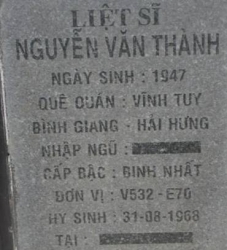 LIỆT SĨ
NGUYỄN VĂN THÀNH
NGÀY SINH : 1947
QUÊ QUÁN : VĨNH TUY
BÌNH GIANG - HẢI HƯNG
NHẬP NGŨ :
CẤP BẬC : BINH NHẤT
ĐƠN VỊ : V532 - E70
HY SINH : 31-08-1968
TẠI :